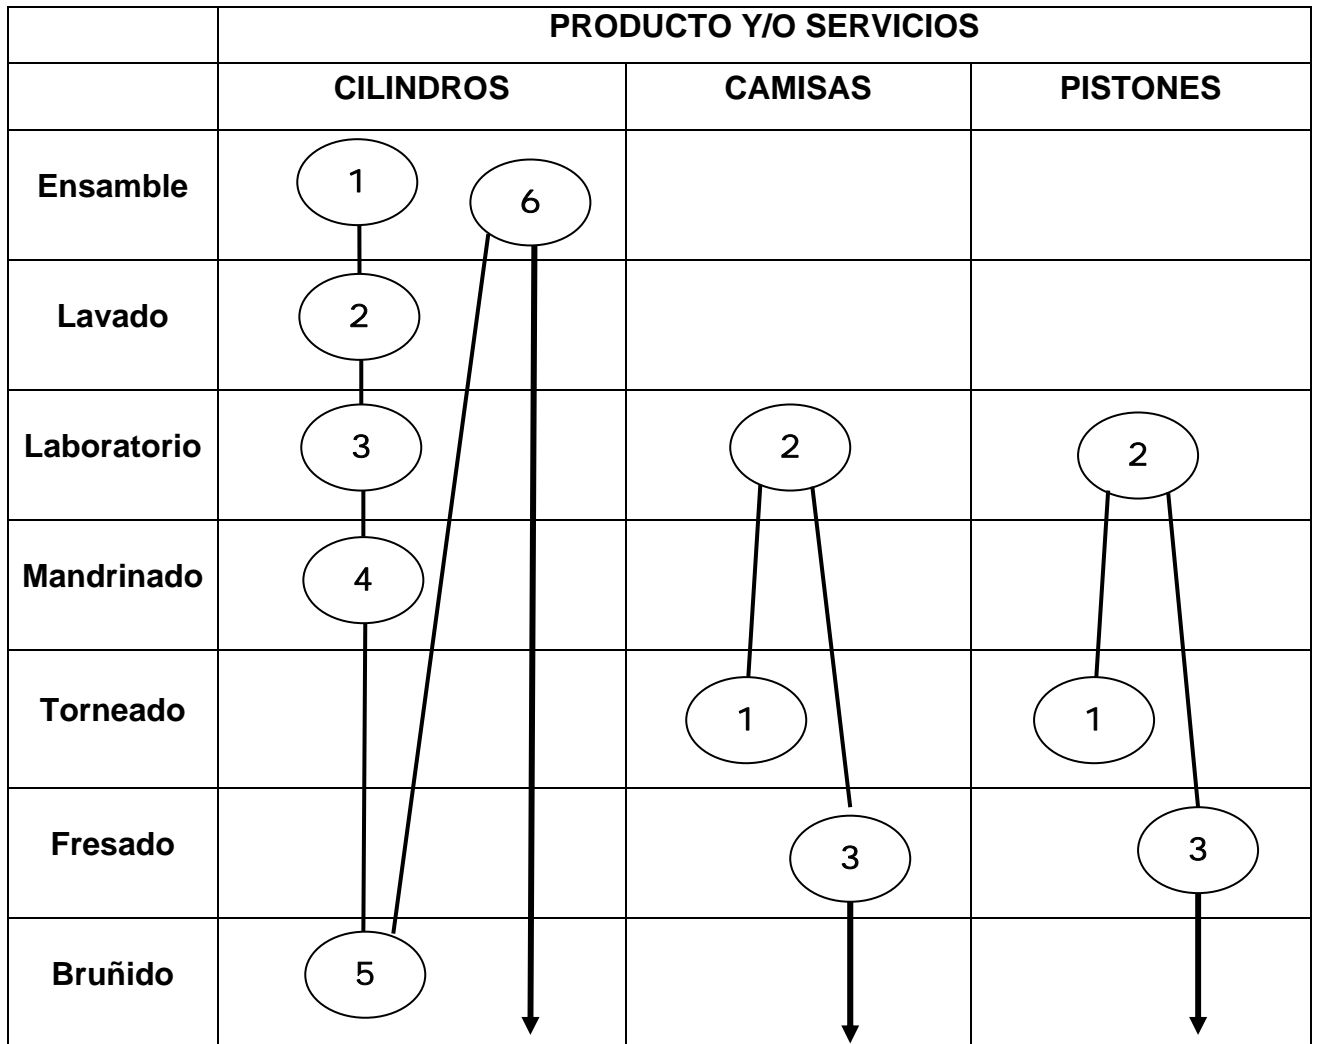 PRODUCTO Y/O SERVICIOS
CILINDROS CAMISAS PISTONES
Ensamble 1 6
Lavado 2
Laboratorio 3 2 2
Mandrinado 4
Torneado 1 1
Fresado 3 3
Bruñido 5